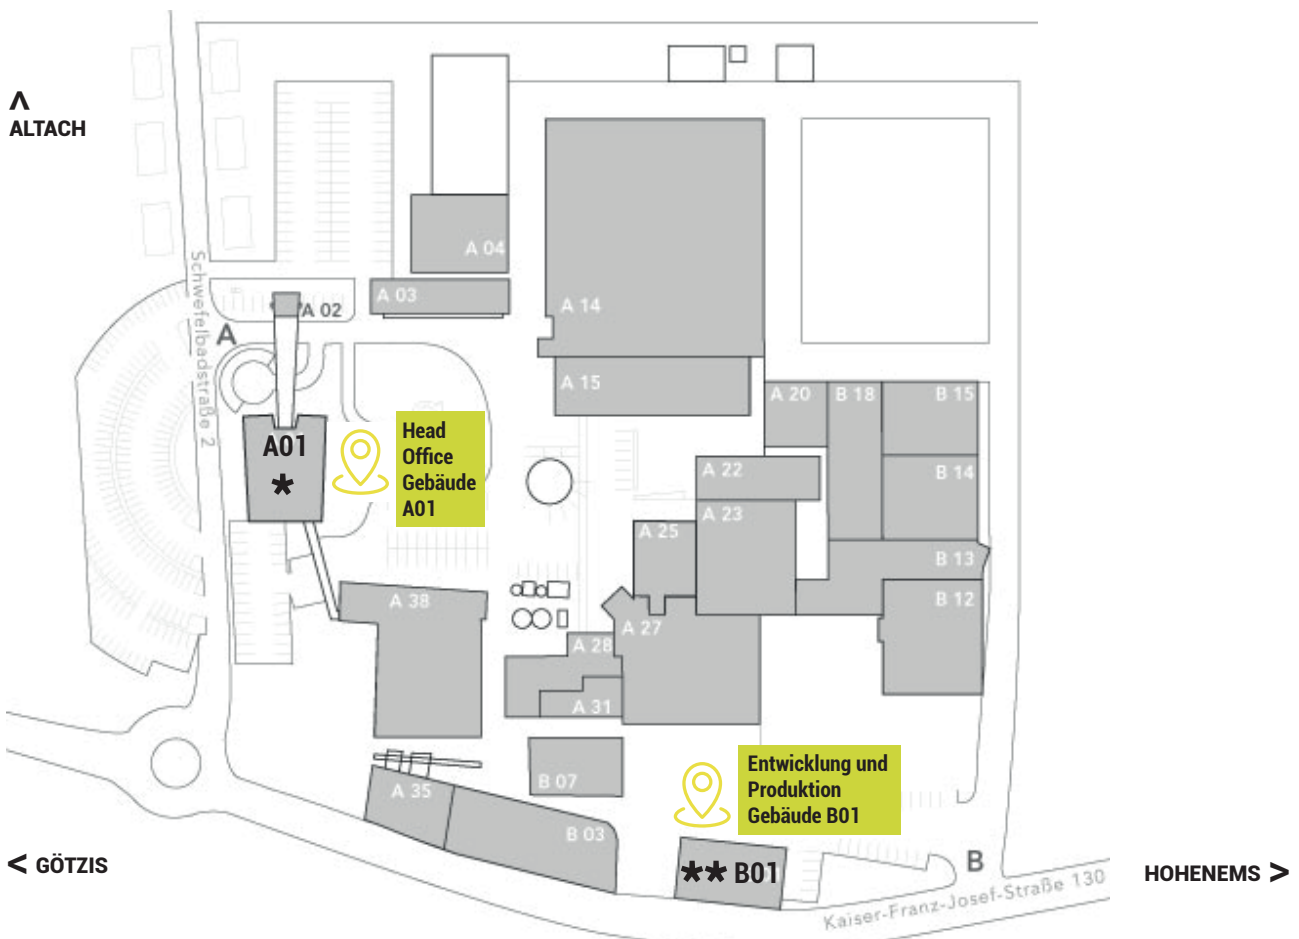 ALTACH
A 04
A 03
A 02
A 14
A
Schwefelbadstraße 2
A 15
A 20
B 18
B 15
A01
*
Head
Office
Gebäude
A01
A 22
B 14
A 23
A 25
B 13
A 38
B 12
A 27
A 28
A 31
B 07
Entwicklung und
Produktion
Gebäude B01
A 35
B 03
< GÖTZIS
** B01
B
HOHENEMS >
Kaiser-Franz-Josef-Straße 130